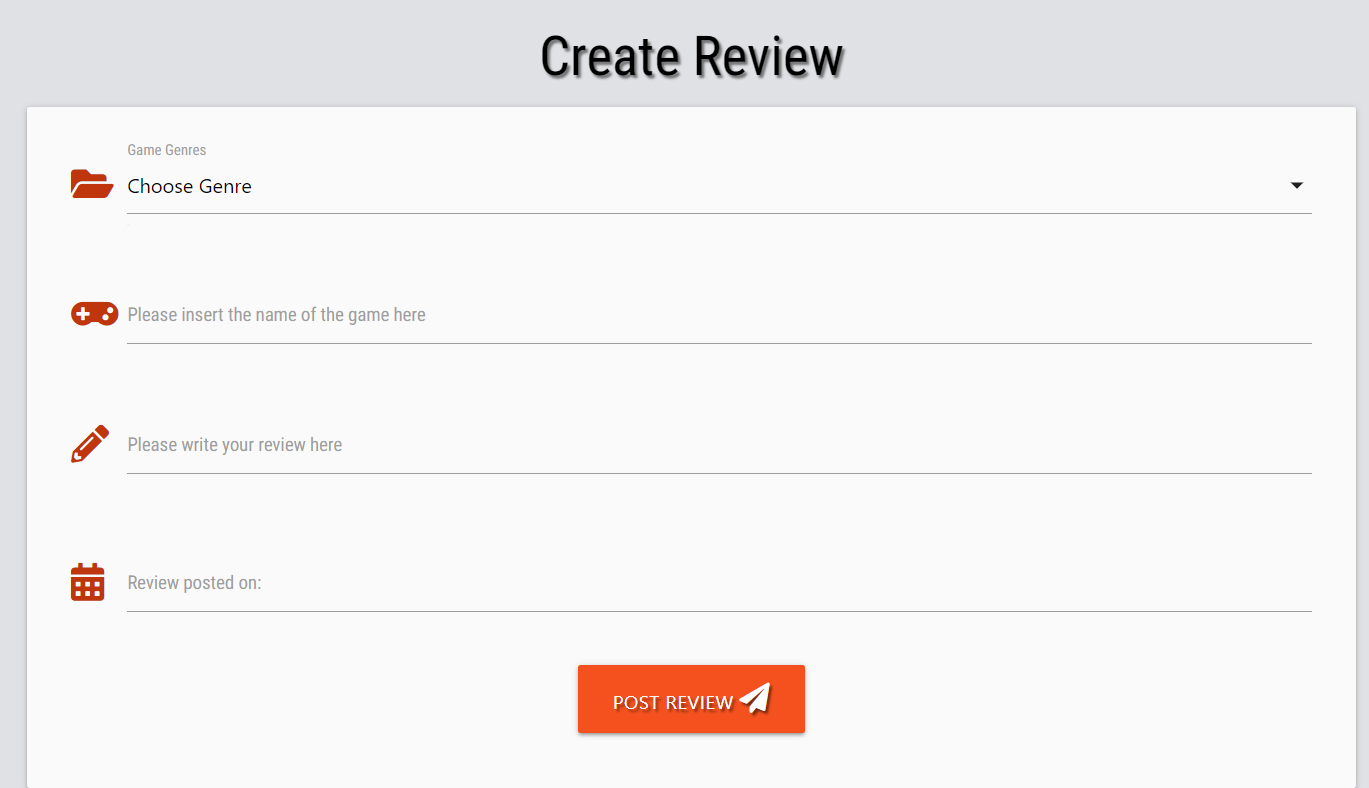 Create Review
Game Genres
Choose Genre
Please insert the name of the game here
Please write your review here
Review posted on:
POST REVIEW